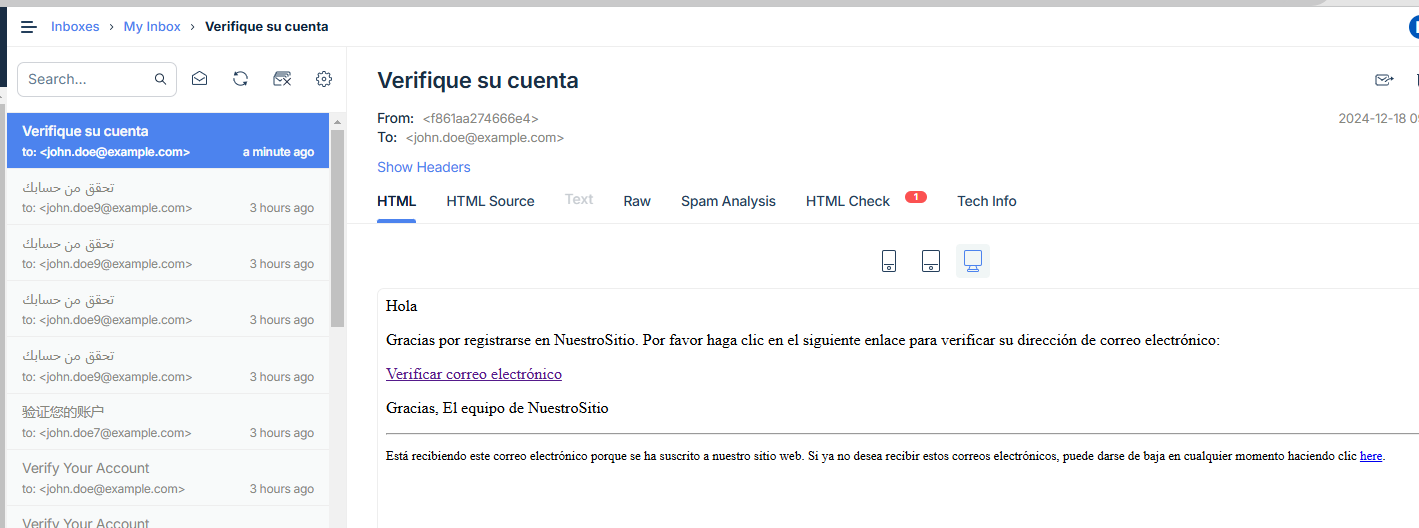 Inboxes > My Inbox > Verifique su cuenta
Search...
Verifique su cuenta
to: <john.doe@example.com> a minute ago
تحقق من حسابك
to: <john.doe9@example.com> 3 hours ago
تحقق من حسابك
to: <john.doe9@example.com> 3 hours ago
تحقق من حسابك
to: <john.doe9@example.com> 3 hours ago
تحقق من حسابك
to: <john.doe9@example.com> 3 hours ago
验证您的账户
to: <john.doe7@example.com> 3 hours ago
Verify Your Account
to: <john.doe@example.com> 3 hours ago
Verify Your Account
Verifique su cuenta
From: <f861aa274666e4> 2024-12-18
To: <john.doe@example.com>
Show Headers
HTML HTML Source Text Raw Spam Analysis HTML Check 1 Tech Info
Hola
Gracias por registrarse en NuestroSitio. Por favor haga clic en el siguiente enlace para verificar su dirección de correo electrónico:
Verificar correo electrónico
Gracias, El equipo de NuestroSitio
Está recibiendo este correo electrónico porque se ha suscrito a nuestro sitio web. Si ya no desea recibir estos correos electrónicos, puede darse de baja en cualquier momento haciendo clic here.